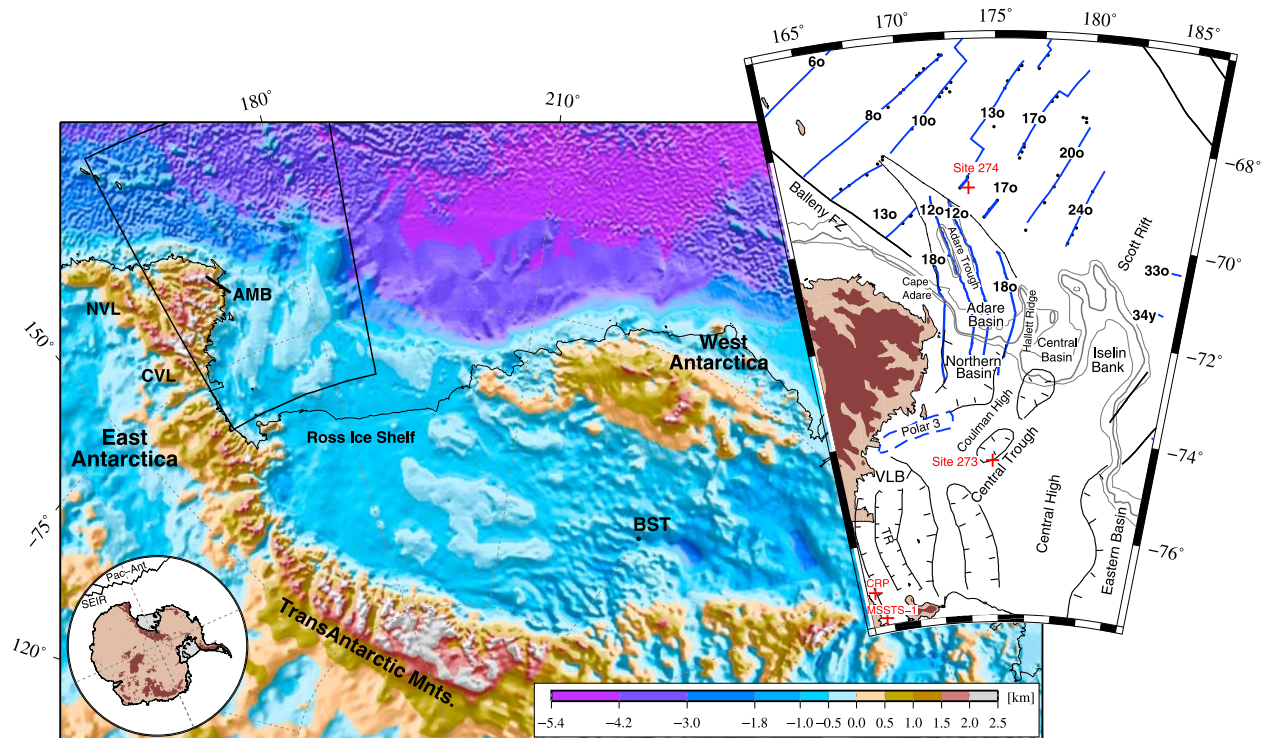 165°
170°
175°
180°
185°
6o
8o
10o
13o
17o
20o
24o
Site 274
17o
−68
Balleny FZ
13o
12o
12o
Adare Trough
18o
18o
Scott Rift
33o
−70
34y
Cape
Adare
Adare
Basin
Hallett Ridge
Central
Basin
Iselin
Bank
−72
Northern
Basin
Coulman High
Polar 3
Site 273
Central Trough
−74
VLB
TR
Central High
Eastern Basin
−76
CRP
MSSTS−1
180°
210°
AMB
NVL
150°
CVL
West
Antarctica
East
Antarctica
Ross Ice Shelf
−75°
BST
TransAntarctic Mnts.
120°
Pac−Ant
SEIR
[km]
−5.4
−4.2
−3.0
−1.8
−1.0
−0.5
0.0
0.5
1.0
1.5
2.0
2.5